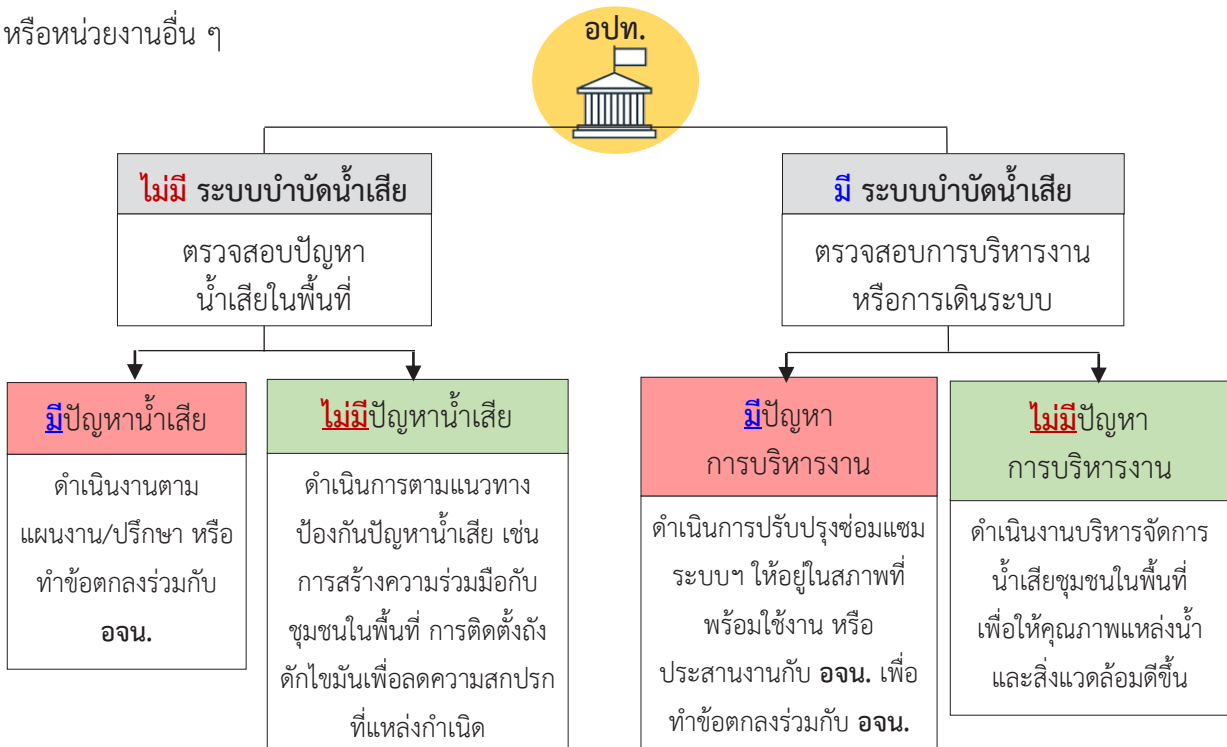 หรือหน่วยงานอื่น ๆ
อปท.
ไม่มี ระบบบำบัดน้ำเสีย
ตรวจสอบปัญหา
น้ำเสียในพื้นที่
มี ระบบบำบัดน้ำเสีย
ตรวจสอบการบริหารงาน
หรือการเดินระบบ
มีปัญหาน้ำเสีย
ดำเนินงานตาม
แผนงาน/ปรึกษา หรือ
ทำข้อตกลงร่วมกับ
อจน.
ไม่มีปัญหาน้ำเสีย
ดำเนินการตามแนวทาง
ป้องกันปัญหาน้ำเสีย เช่น
การสร้างความร่วมมือกับ
ชุมชนในพื้นที่ การติดตั้งถัง
ดักไขมันเพื่อลดความสกปรก
ที่แหล่งกำเนิด
มีปัญหา
การบริหารงาน
ดำเนินการปรับปรุงซ่อมแซม
ระบบฯ ให้อยู่ในสภาพที่
พร้อมใช้งาน หรือ
ประสานงานกับ อจน. เพื่อ
ทำข้อตกลงร่วมกับ อจน.
ไม่มีปัญหา
การบริหารงาน
ดำเนินงานบริหารจัดการ
น้ำเสียชุมชนในพื้นที่
เพื่อให้คุณภาพแหล่งน้ำ
และสิ่งแวดล้อมดีขึ้น